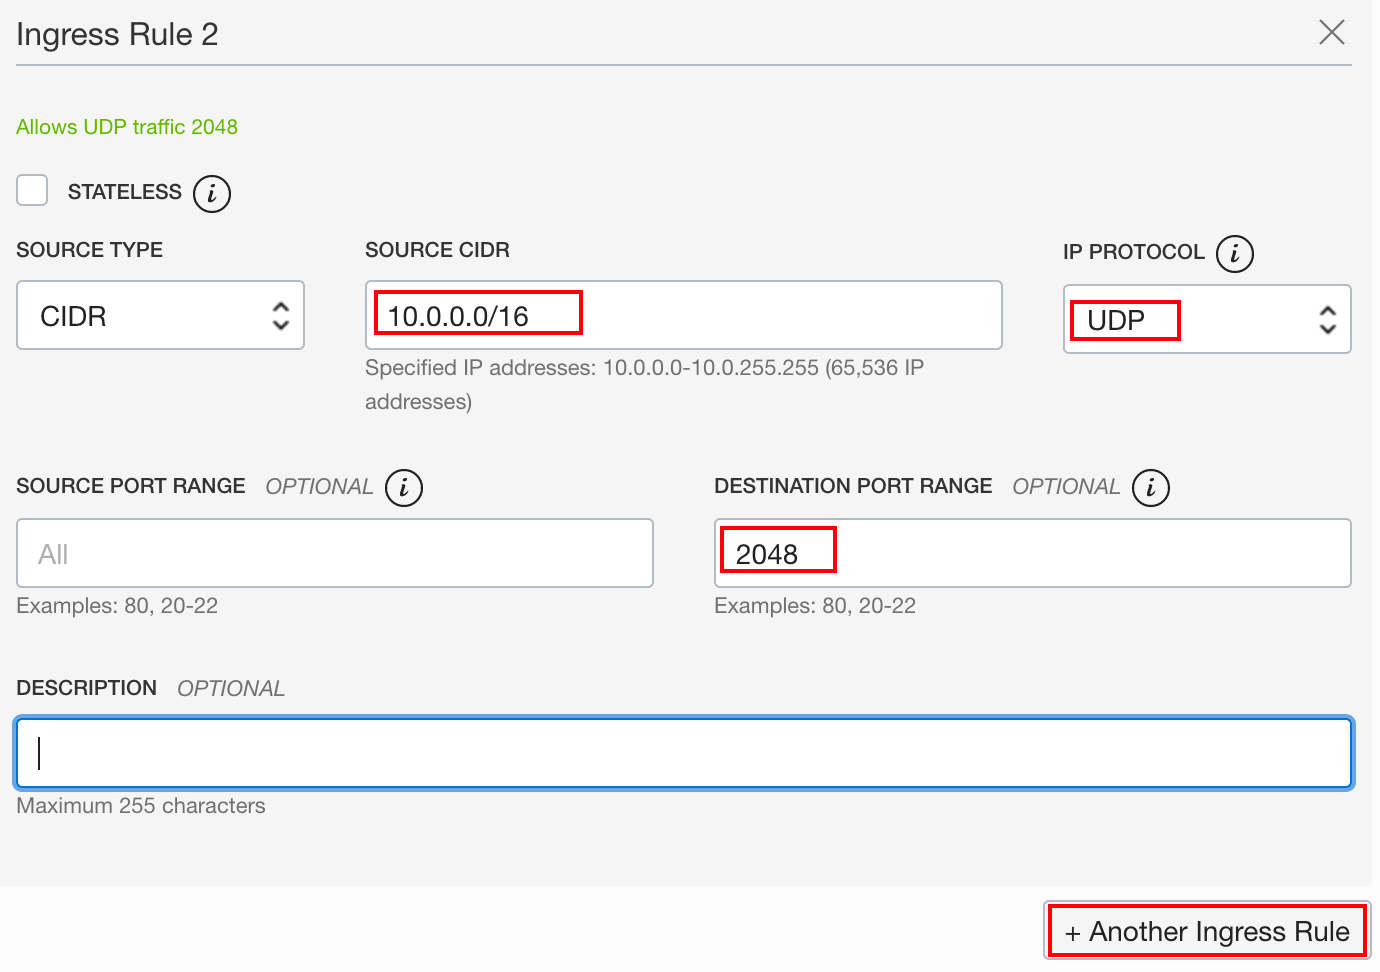 Ingress Rule 2
Allows UDP traffic 2048
STATELESS i
SOURCE TYPE
SOURCE CIDR
IP PROTOCOL i
CIDR
10.0.0.0/16
UDP
Specified IP addresses: 10.0.0.0-10.0.255.255 (65,536 IP
addresses)
SOURCE PORT RANGE OPTIONAL i
DESTINATION PORT RANGE OPTIONAL i
All
2048
Examples: 80, 20-22
Examples: 80, 20-22
DESCRIPTION OPTIONAL
Maximum 255 characters
+ Another Ingress Rule